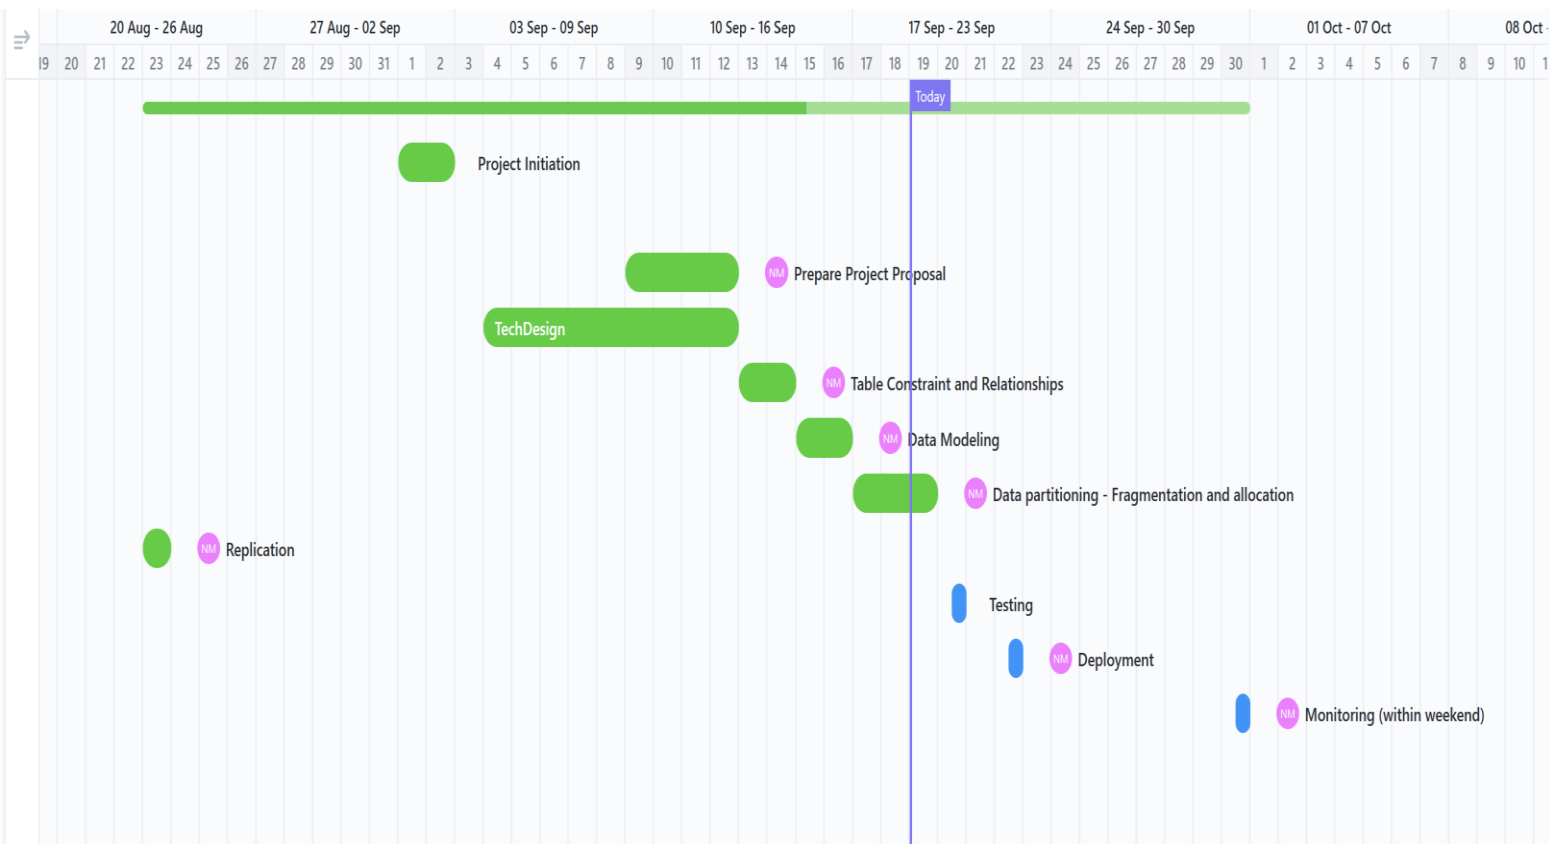 20 Aug - 26 Aug 27 Aug - 02 Sep 03 Sep - 09 Sep 10 Sep - 16 Sep 17 Sep - 23 Sep 24 Sep - 30 Sep 01 Oct - 07 Oct 08 Oct -
19 20 21 22 23 24 25 26 27 28 29 30 31 1 2 3 4 5 6 7 8 9 10 11 12 13 14 15 16 17 18 19 20 21 22 23 24 25 26 27 28 29 30 1 2 3 4 5 6 7 8 9 10 1
Today
Project Initiation
NM Prepare Project Proposal
TechDesign
NM Table Constraint and Relationships
NM Data Modeling
NM Data partitioning - Fragmentation and allocation
NM Replication
Testing
NM Deployment
NM Monitoring (within weekend)